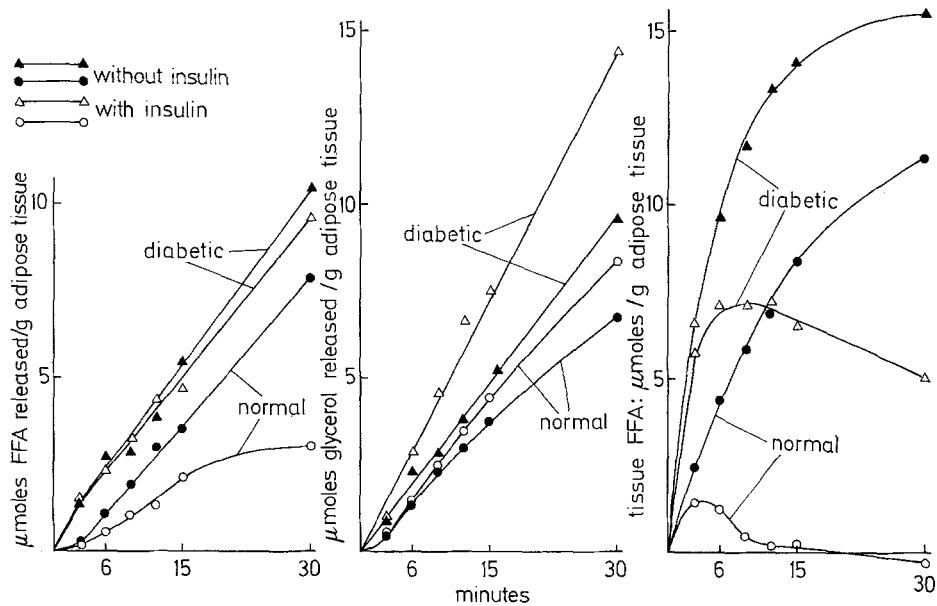 without insulin
with insulin
μmoles FFA released/g adipose tissue
10
5
diabetic
normal
6
15
30
μmoles glycerol released /g adipose tissue
15
10
5
diabetic
normal
6
15
30
minutes
tissue FFA: μmoles /g adipose tissue
15
10
5
diabetic
normal
6
15
30